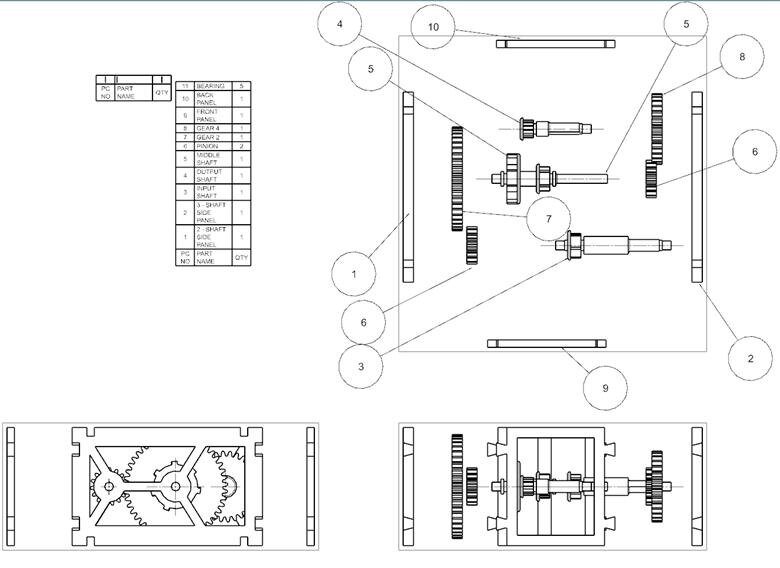 4
10
5
5
8
PC NO PART NAME QTY
11 BEARING 5
10 BACK PANEL 1
9 FRONT PANEL 1
8 GEAR 4 1
7 GEAR 2 1
6 PINION 2
5 MIDDLE SHAFT 1
4 OUTPUT SHAFT 1
3 INPUT SHAFT 1
2 3 - SHAFT SIDE PANEL 1
1 2 - SHAFT SIDE PANEL 1
PC NO PART NAME QTY
6
7
1
6
3
2
9